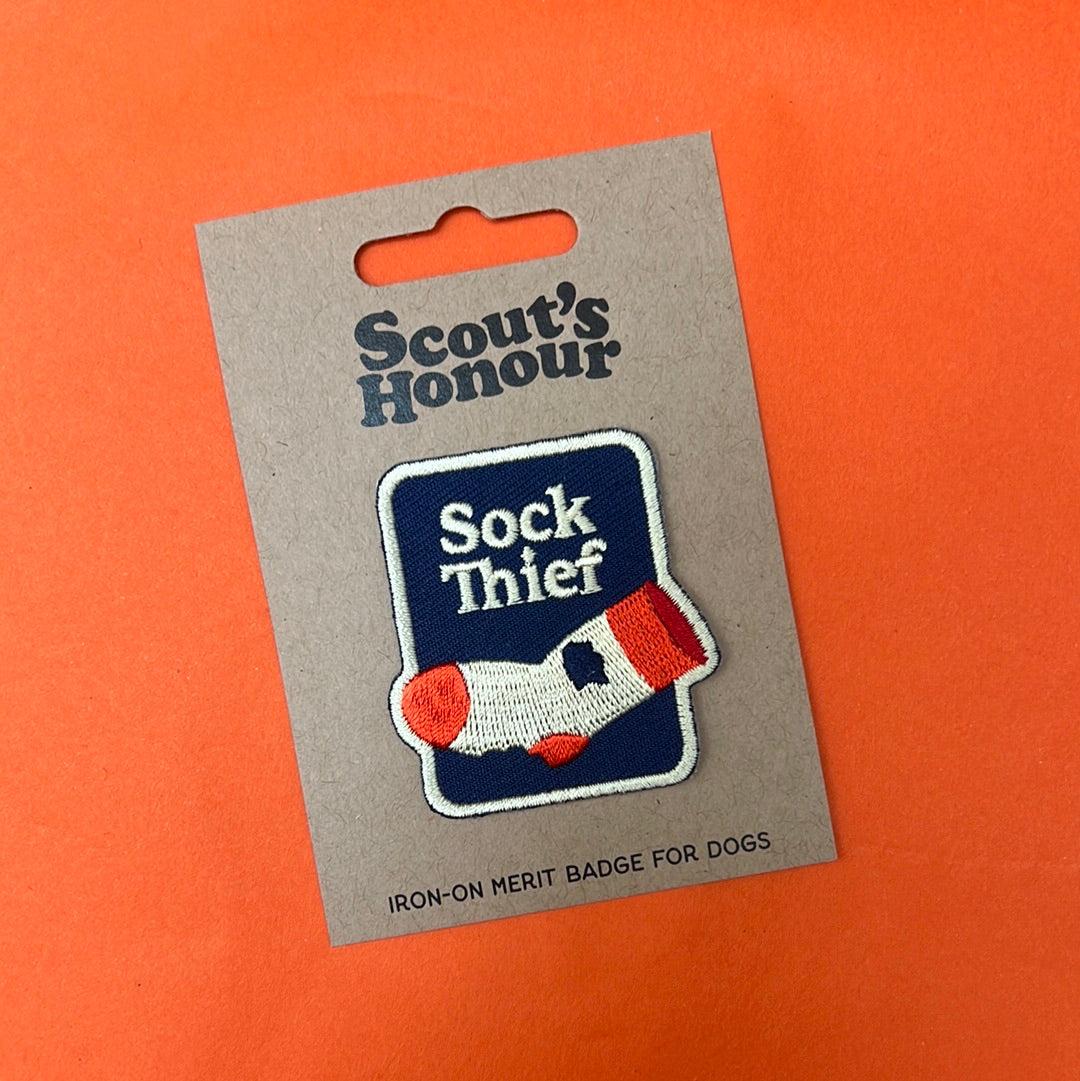 Scout's
Honour
Sock
Thief
IRON-ON MERIT BADGE FOR DOGS